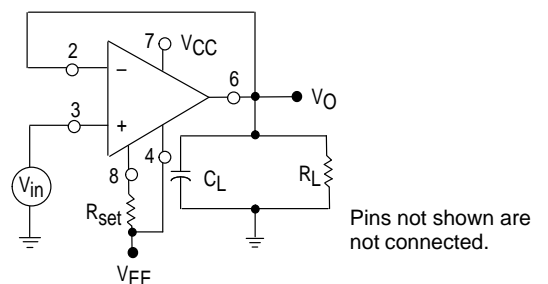 2
7
VCC
6
VO
3
4
8
Vin
Rset
CL
RL
VEE
Pins not shown are
not connected.